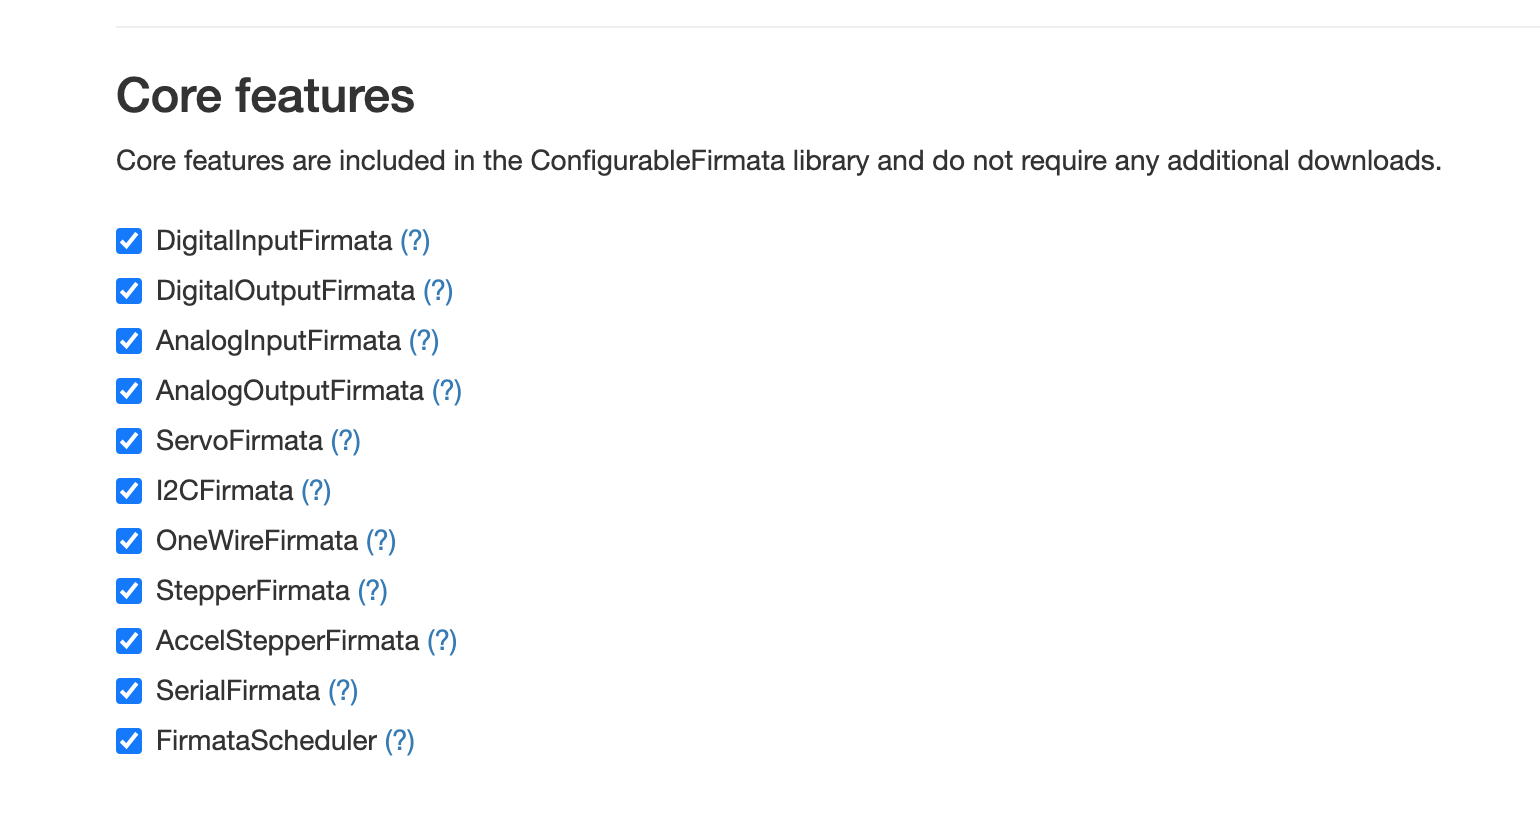 Core features
Core features are included in the ConfigurableFirmata library and do not require any additional downloads.
DigitalInputFirmata (?)
DigitalOutputFirmata (?)
AnalogInputFirmata (?)
AnalogOutputFirmata (?)
ServoFirmata (?)
I2CFirmata (?)
OneWireFirmata (?)
StepperFirmata (?)
AccelStepperFirmata (?)
SerialFirmata (?)
FirmataScheduler (?)